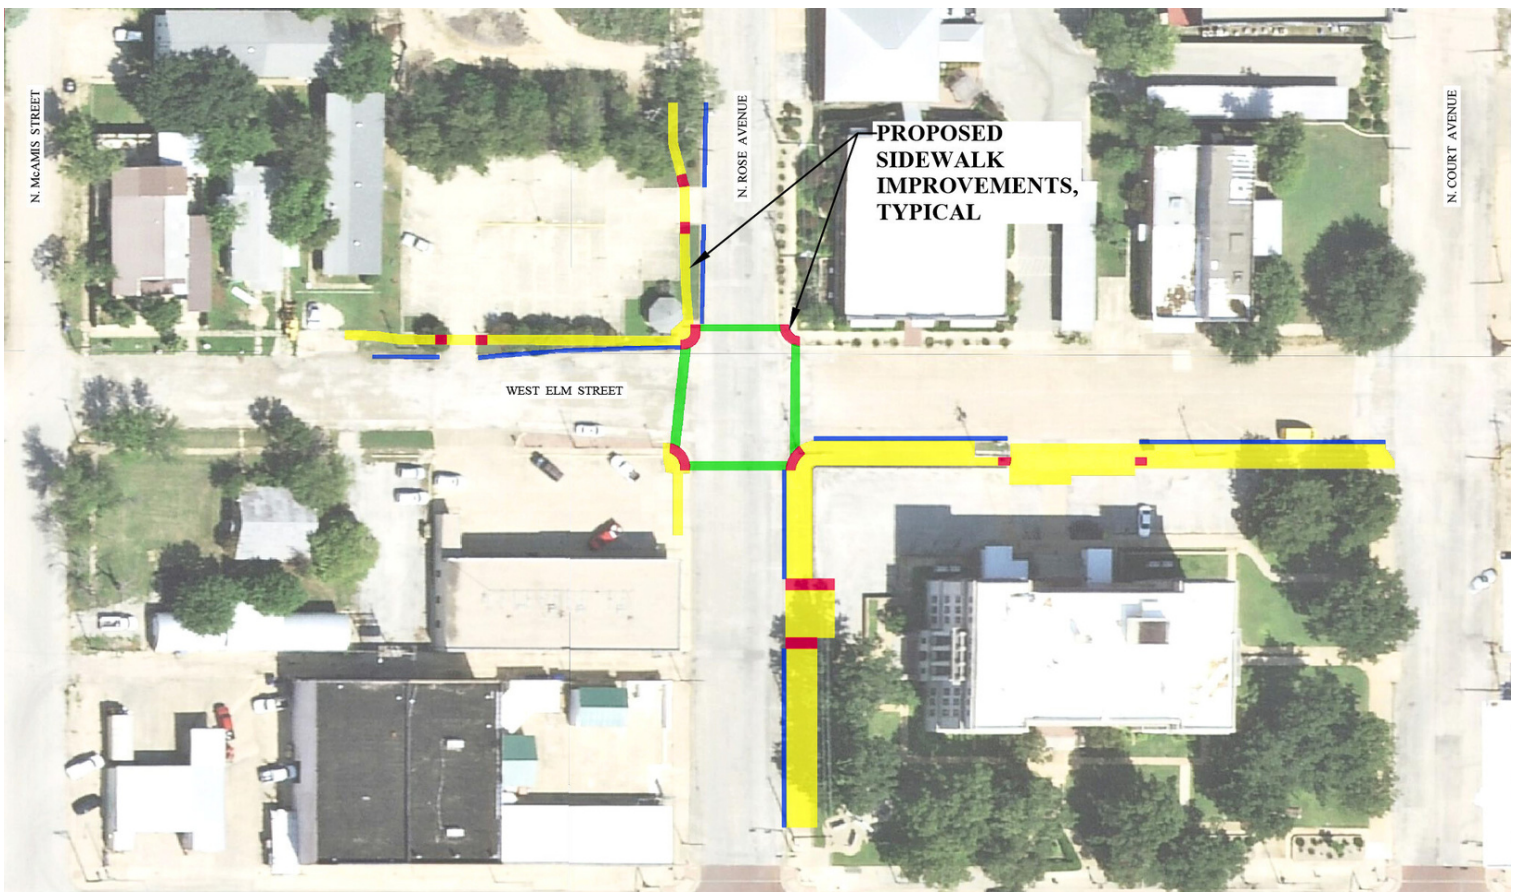 N. McAMIS STREET
N. ROSE AVENUE
PROPOSED
SIDEWALK
IMPROVEMENTS,
TYPICAL
N. COURT AVENUE
WEST ELM STREET